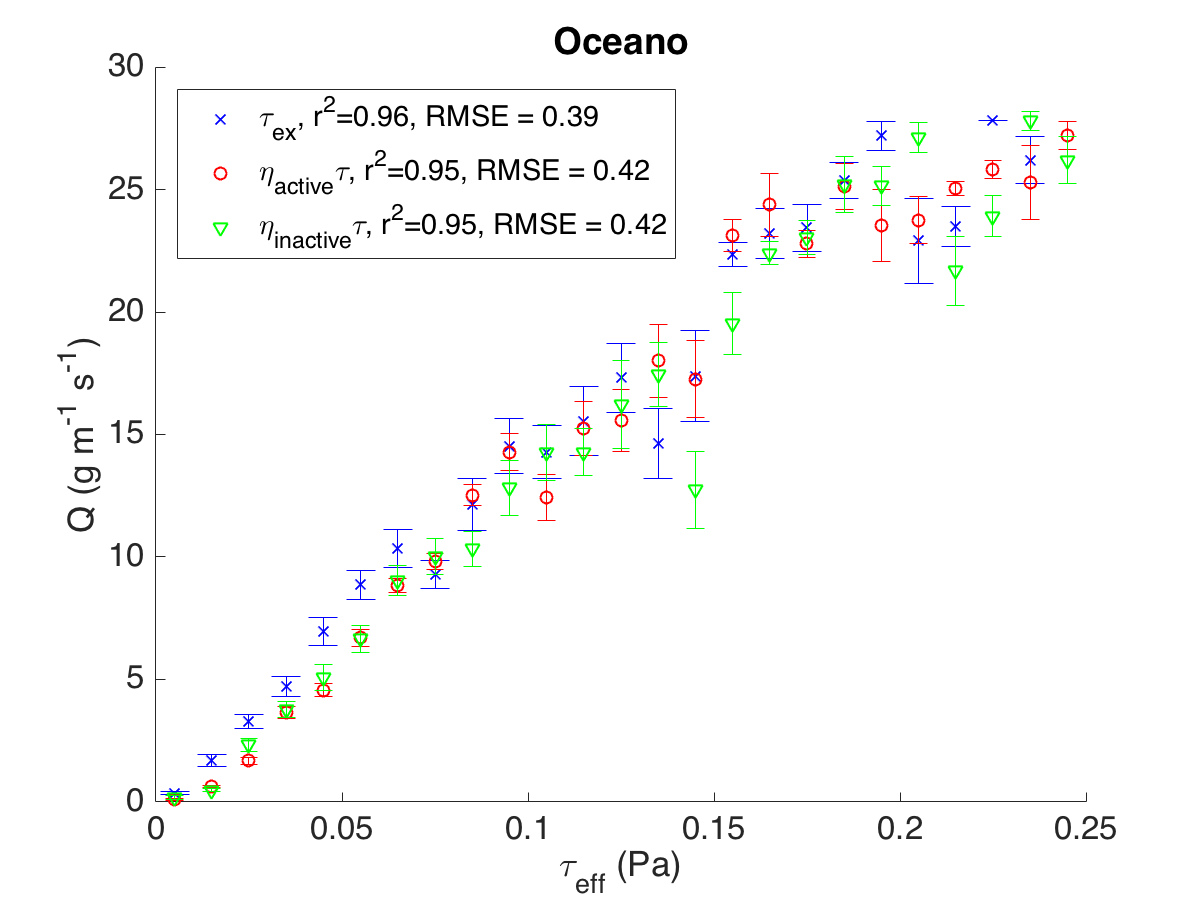 Oceano
30
τex, r2=0.96, RMSE = 0.39
ηactiveτ, r2=0.95, RMSE = 0.42
ηinactiveτ, r2=0.95, RMSE = 0.42
25
20
15
10
5
0
Q (g m-1 s-1)
0 0.05 0.1 0.15 0.2 0.25
τeff (Pa)